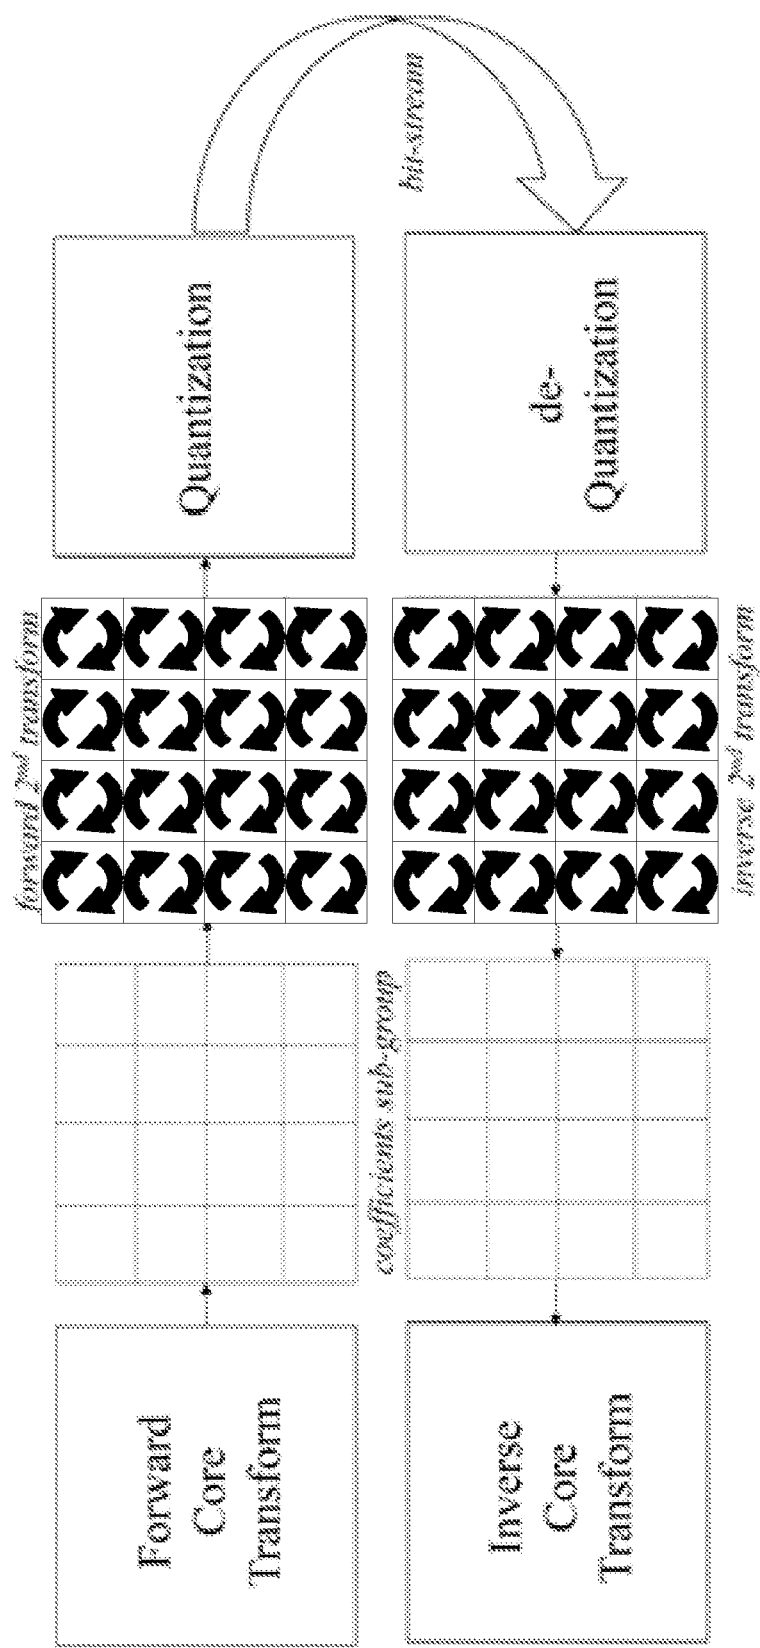 forward 2nd transform
Forward
Core
Transform
Quantization
coefficients sub-group
bit-stream
Inverse
Core
Transform
de-
Quantization
inverse 2nd transform